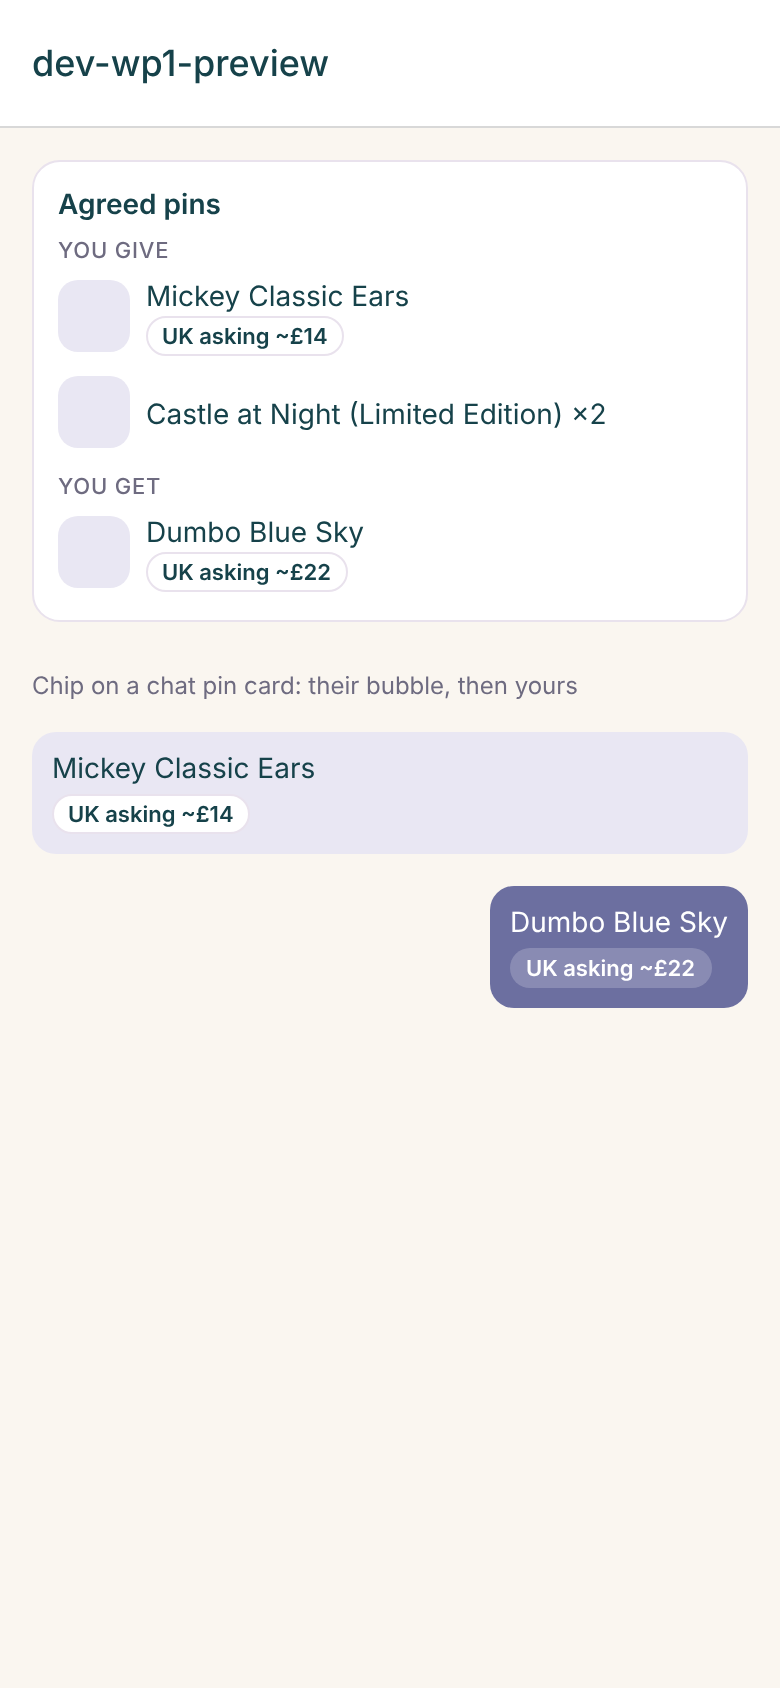 dev-wp1-preview
Agreed pins
YOU GIVE
Mickey Classic Ears
UK asking ~£14
Castle at Night (Limited Edition) ×2
YOU GET
Dumbo Blue Sky
UK asking ~£22
Chip on a chat pin card: their bubble, then yours
Mickey Classic Ears
UK asking ~£14
Dumbo Blue Sky
UK asking ~£22